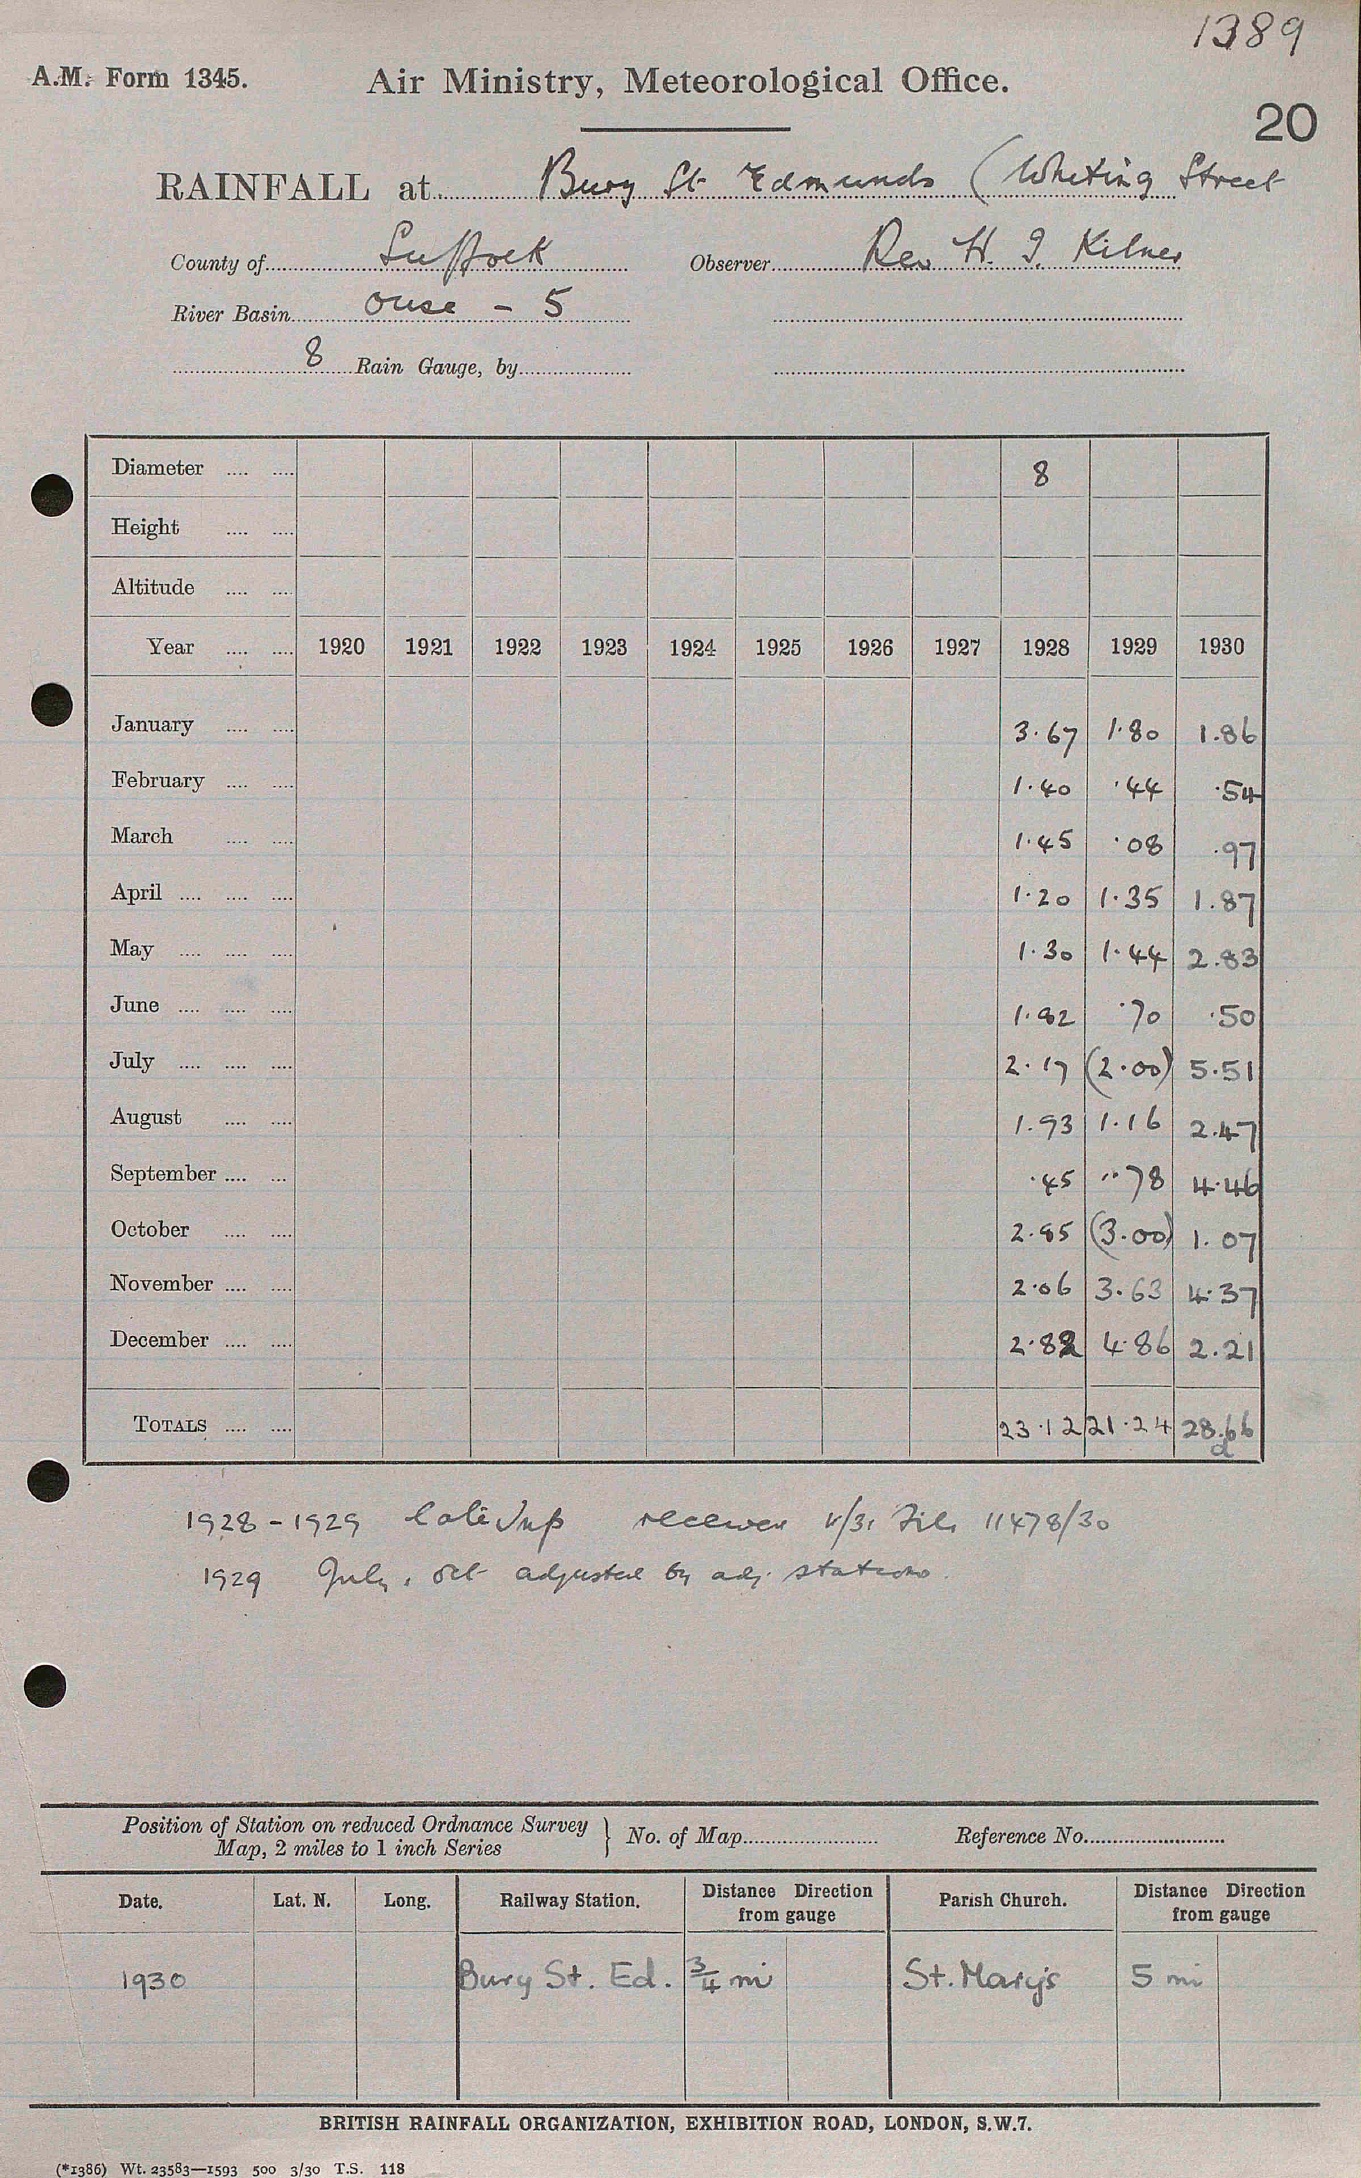 1389
A.M. Form 1345. Air Ministry, Meteorological Office.
20
RAINFALL at Bury St Edmunds (Whiting Street
County of Suffolk Observer Rev H. J. Kilner
River Basin Ouse - 5
8 Rain Gauge, by
Diameter 8
Height
Altitude
Year 1920 1921 1922 1923 1924 1925 1926 1927 1928 1929 1930
January 3.67 1.80 1.86
February 1.40 .44 .54
March 1.45 .08 .97
April 1.20 1.35 1.87
May 1.30 1.44 2.83
June 1.82 .70 .50
July 2.17 (2.00) 5.51
August 1.93 1.16 2.47
September .45 .78 4.46
October 2.85 (3.00) 1.07
November 2.06 3.63 4.37
December 2.82 4.86 2.21
TOTALS 23.12 21.24 28.66
d
1928 - 1929 late received File 11478/30
1929 July, Oct adjusted by adj. stations.
Position of Station on reduced Ordnance Survey Map, 2 miles to 1 inch Series } No. of Map Reference No.
Date. Lat. N. Long. Railway Station. Distance Direction from gauge Parish Church. Distance Direction from gauge
1930 Bury St. Ed. ¾ mi St. Mary's 5 mi
BRITISH RAINFALL ORGANIZATION, EXHIBITION ROAD, LONDON, S.W.7.
(*1386) Wt. 23583—1593 500 3/30 T.S. 118